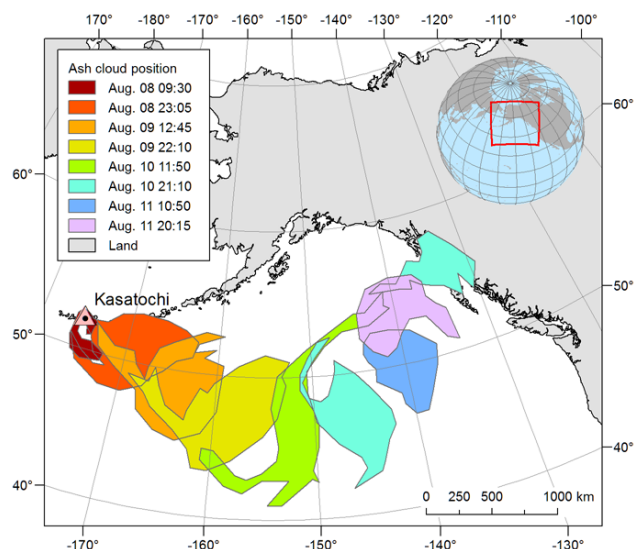 -170° -160° -150° -140° -130° -120° -110° -100°
Ash cloud position
Aug. 08 09:30
Aug. 08 23:05
Aug. 09 12:45
Aug. 09 22:10
Aug. 10 11:50
Aug. 10 21:10
Aug. 11 10:50
Aug. 11 20:15
Land
60°
60°
Kasatochi
50°
50°
40°
40°
0 250 500 1000 km
-170° -160° -150° -140° -130° -120°